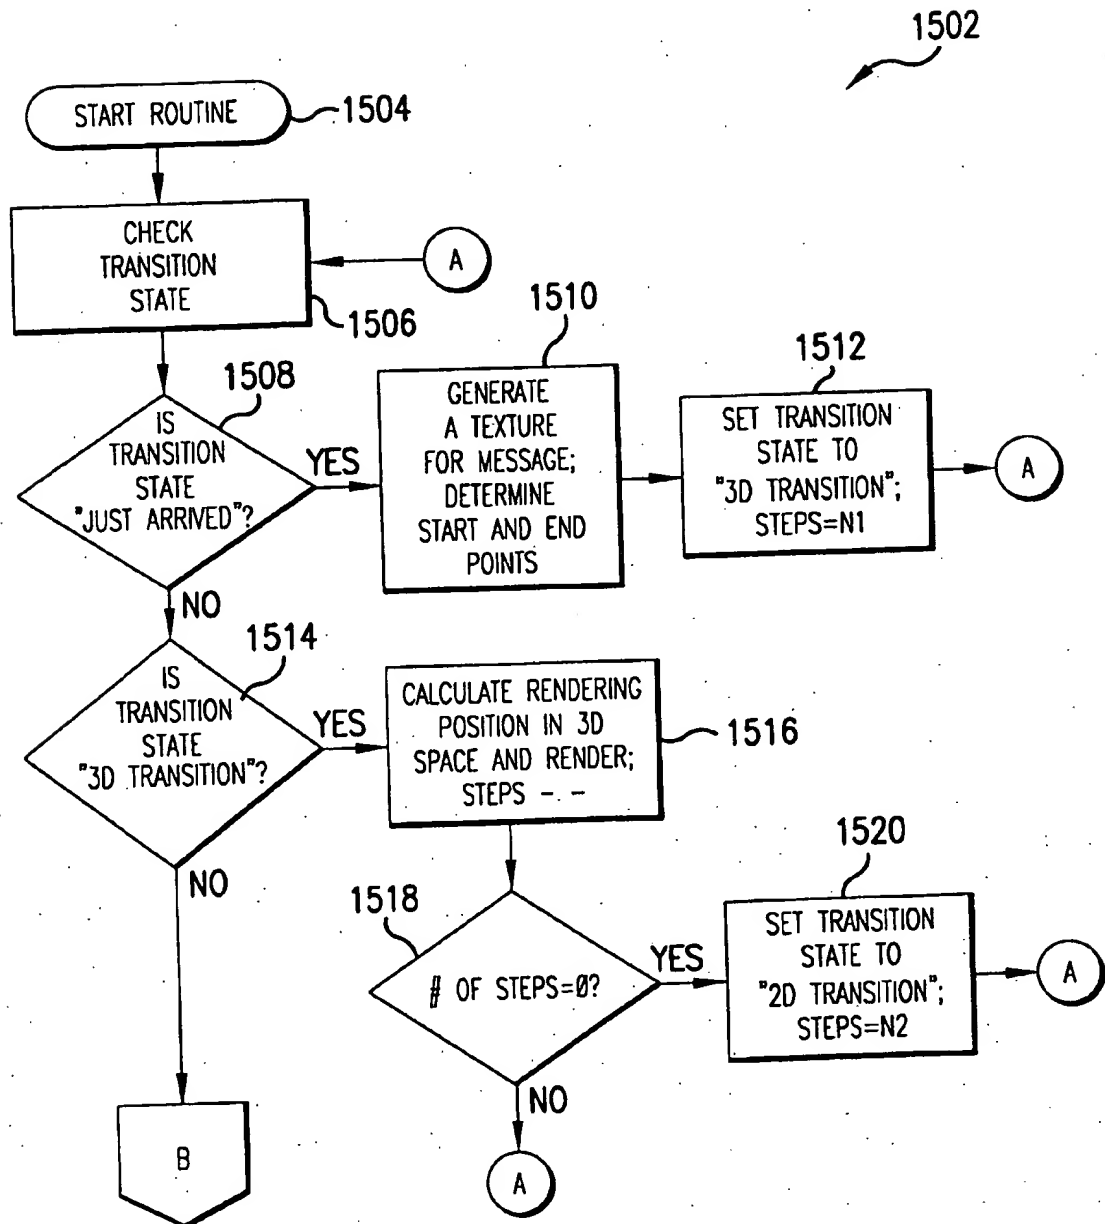 1502
START ROUTINE
1504
CHECK
TRANSITION
STATE
A
1506
1508
IS
TRANSITION
STATE
"JUST ARRIVED"?
YES
NO
1510
GENERATE
A TEXTURE
FOR MESSAGE;
DETERMINE
START AND END
POINTS
1512
SET TRANSITION
STATE TO
"3D TRANSITION";
STEPS=N1
A
1514
IS
TRANSITION
STATE
"3D TRANSITION"?
YES
NO
CALCULATE RENDERING
POSITION IN 3D
SPACE AND RENDER;
STEPS - -
1516
1518
# OF STEPS=0?
YES
NO
1520
SET TRANSITION
STATE TO
"2D TRANSITION";
STEPS=N2
A
B
A